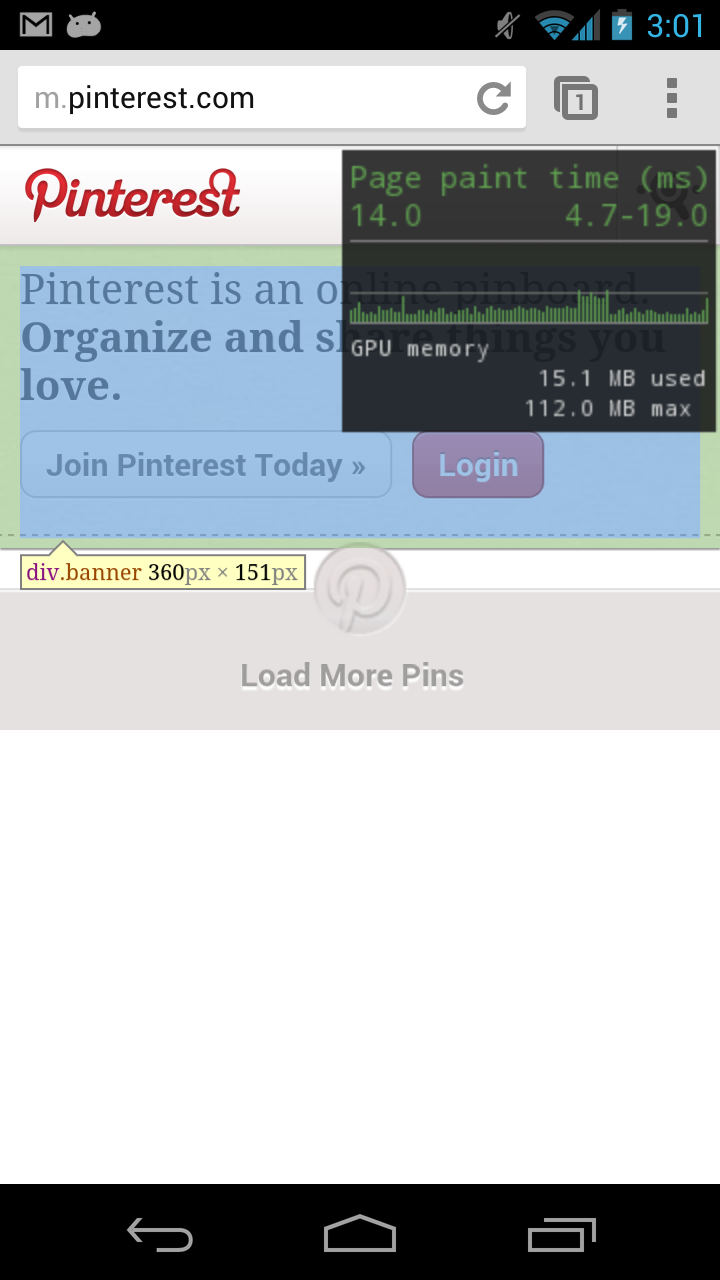 3:01
m.pinterest.com
1
Pinterest
Page paint time (ms)
14.0 4.7-19.0
Pinterest is an online pinboard.
Organize and share things you
love.
GPU memory
15.1 MB used
112.0 MB max
Join Pinterest Today »
Login
div.banner 360px × 151px
Load More Pins